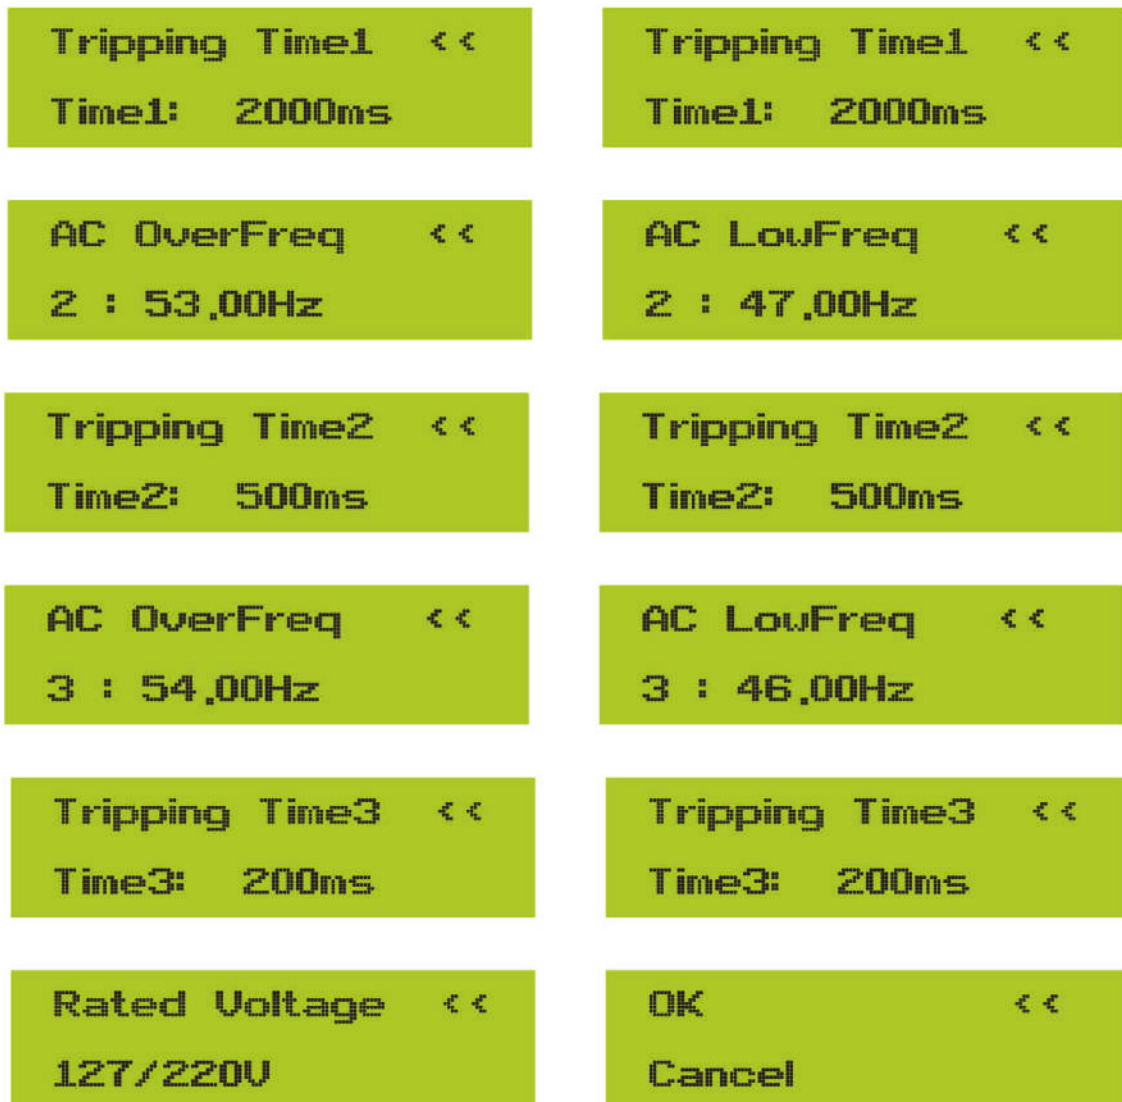 Tripping Time1 <<
Time1: 2000ms
Tripping Time1 <<
Time1: 2000ms
AC OverFreq <<
2 : 53.00Hz
AC LowFreq <<
2 : 47.00Hz
Tripping Time2 <<
Time2: 500ms
Tripping Time2 <<
Time2: 500ms
AC OverFreq <<
3 : 54.00Hz
AC LowFreq <<
3 : 46.00Hz
Tripping Time3 <<
Time3: 200ms
Tripping Time3 <<
Time3: 200ms
Rated Voltage <<
127/220V
OK <<
Cancel